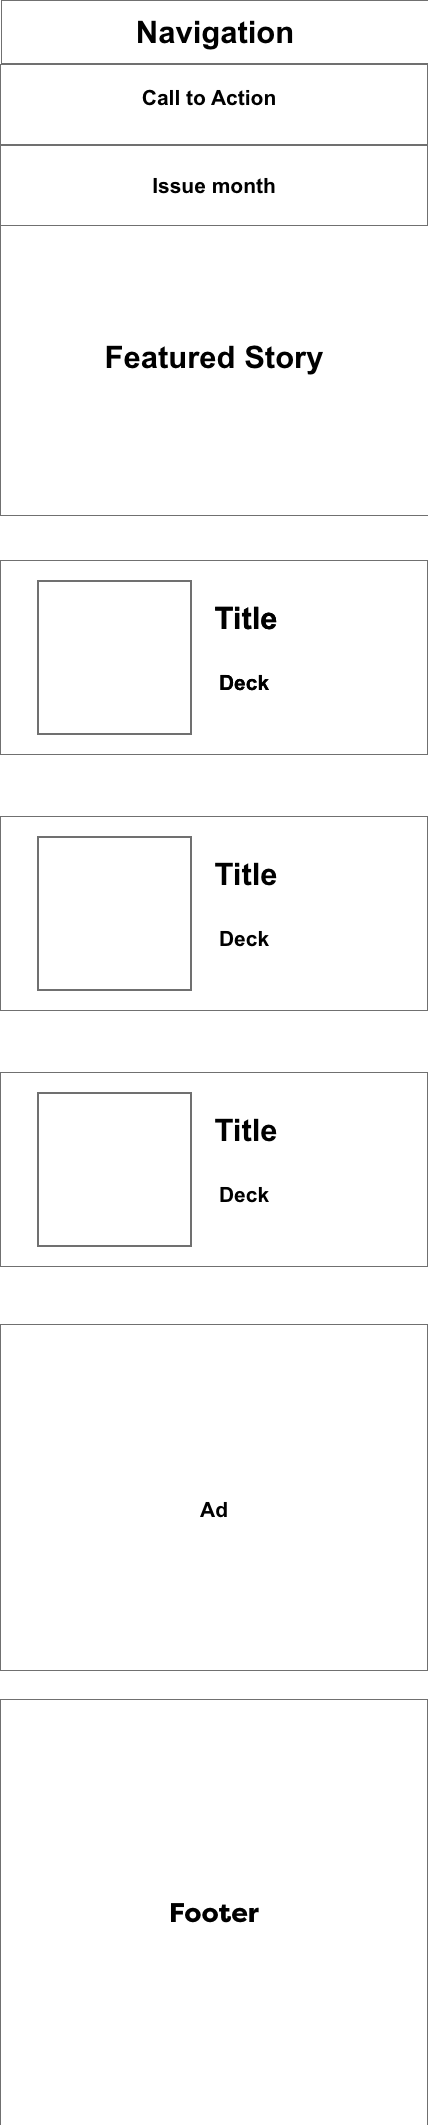 Navigation
Call to Action
Issue month
Featured Story
Title
Deck
Title
Deck
Title
Deck
Ad
Footer